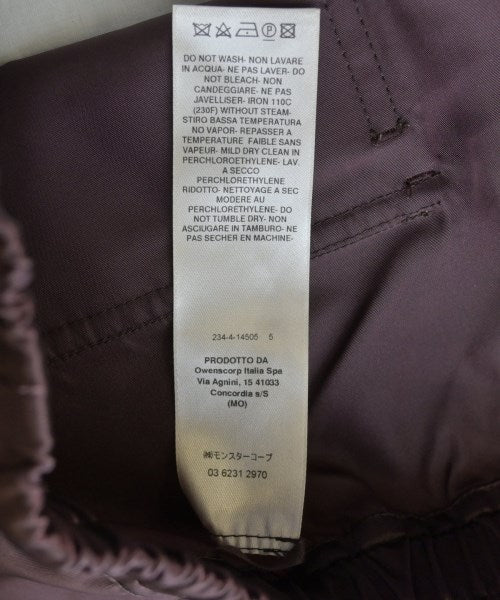 DO NOT WASH- NON LAVARE
IN ACQUA- NE PAS LAVER- DO
NOT BLEACH- NON
CANDEGGIARE- NE PAS
JAVELLISER- IRON 110C
(230F) WITHOUT STEAM-
STIRO BASSA TEMPERATURA
NO VAPOR- REPASSER A
TEMPERATURE FAIBLE SANS
VAPEUR- MILD DRY CLEAN IN
PERCHLOROETHYLENE- LAV.
A SECCO
PERCHLORETHYLENE
RIDOTTO- NETTOYAGE A SEC
MODERE AU
PERCHLORETHYLENE- DO
NOT TUMBLE DRY- NON
ASCIUGARE IN TAMBURO- NE
PAS SECHER EN MACHINE-
234-4-14505 5
PRODOTTO DA
Owenscorp Italia Spa
Via Agnini, 15 41033
Concordia s/S
(MO)
㈱モンスターコープ
03 6231 2970